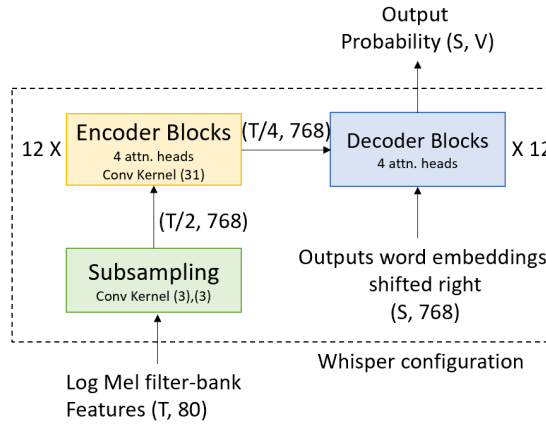 Output
Probability (S, V)
12 X
Encoder Blocks
4 attn. heads
Conv Kernel (31)
(T/4, 768)
Decoder Blocks
4 attn. heads
X 12
(T/2, 768)
Subsampling
Conv Kernel (3),(3)
Outputs word embeddings
shifted right
(S, 768)
Whisper configuration
Log Mel filter-bank
Features (T, 80)